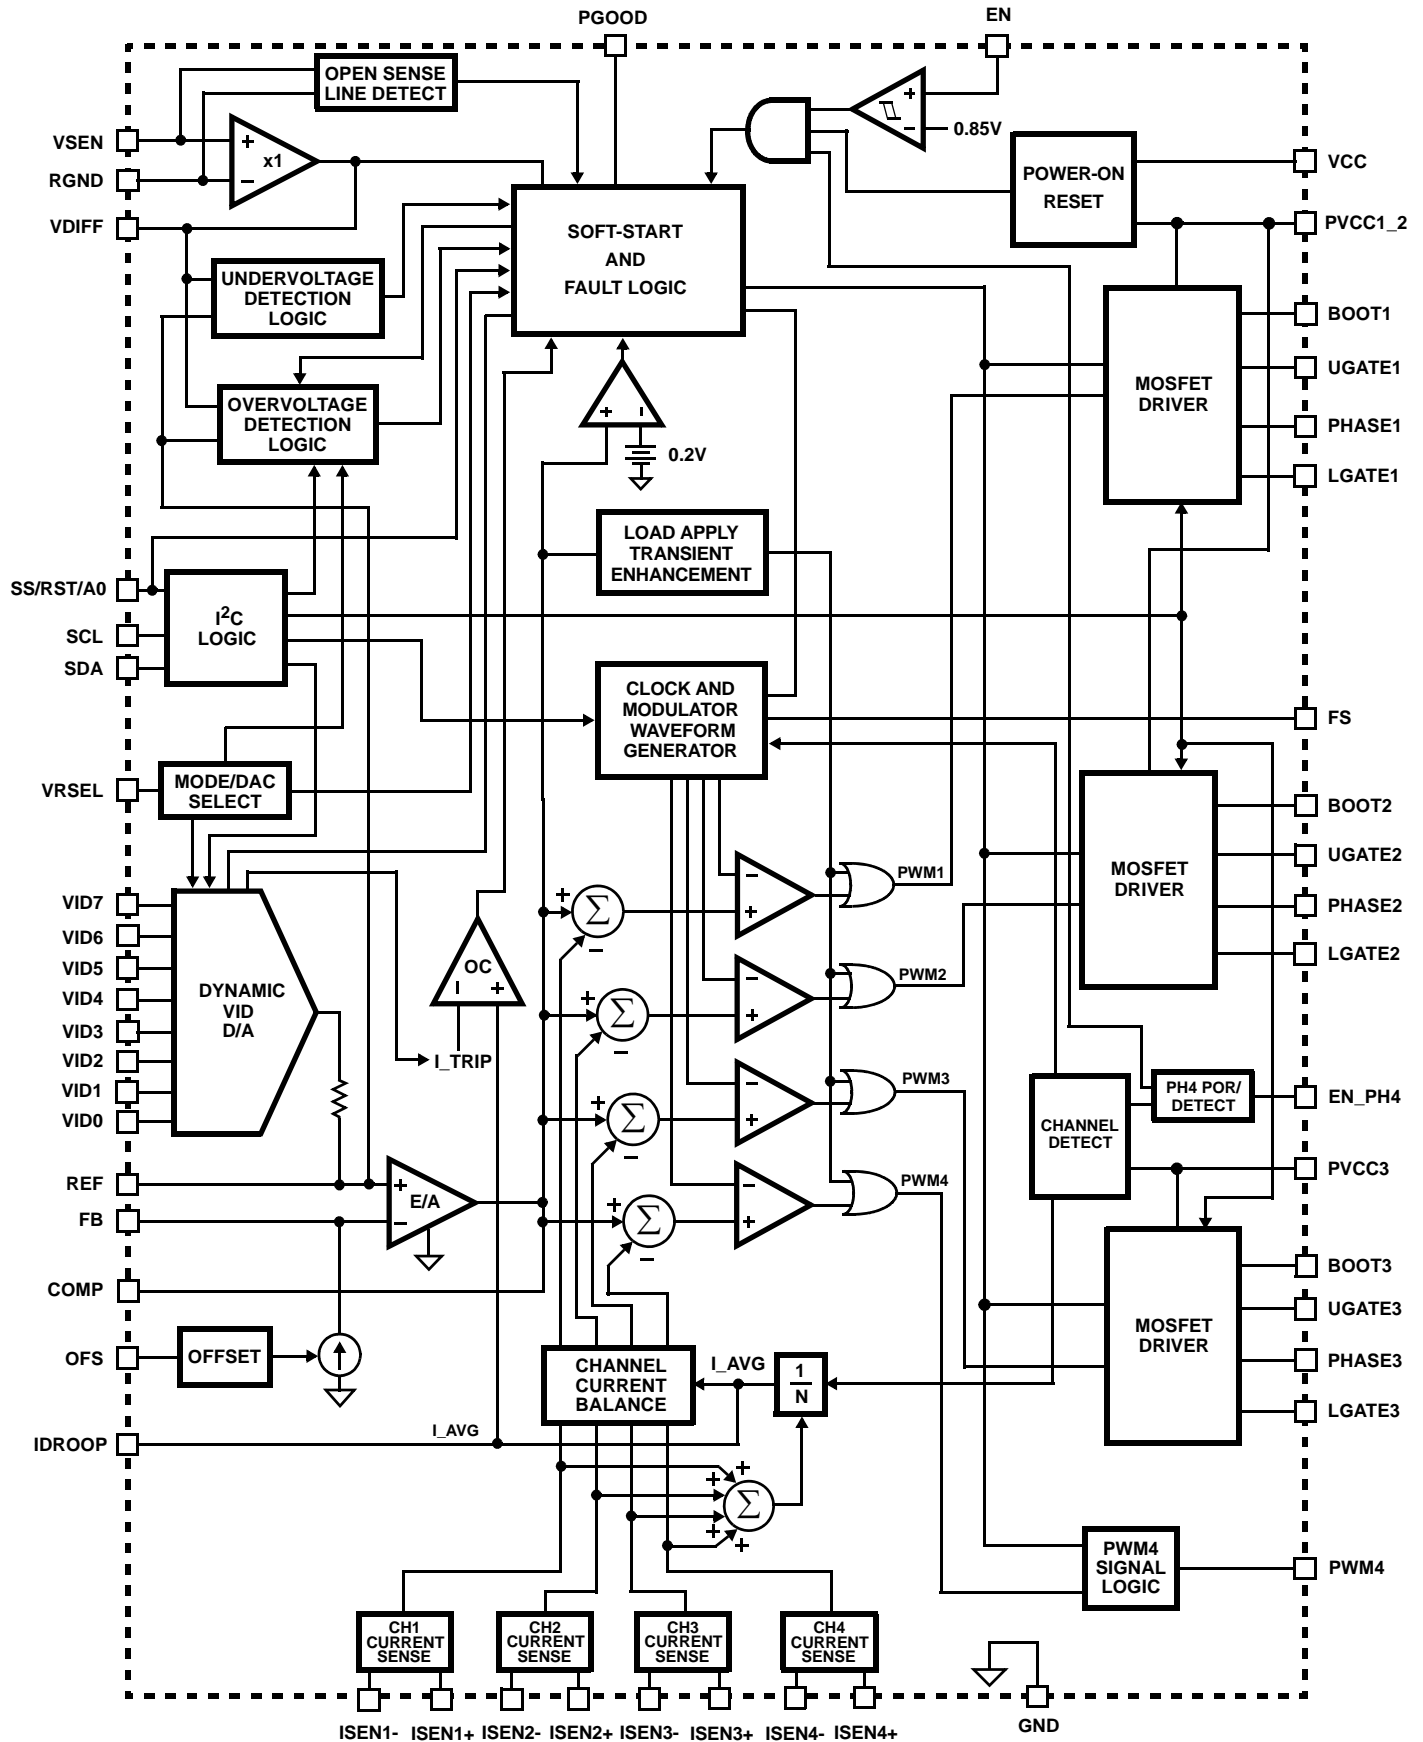 PGOOD
EN
OPEN SENSE
LINE DETECT
+
−
0.85V
VSEN
+
x1
−
RGND
VDIFF
POWER-ON
RESET
VCC
PVCC1_2
SOFT-START
AND
FAULT LOGIC
UNDERVOLTAGE
DETECTION
LOGIC
OVERVOLTAGE
DETECTION
LOGIC
+
−
0.2V
MOSFET
DRIVER
BOOT1
UGATE1
PHASE1
LGATE1
LOAD APPLY
TRANSIENT
ENHANCEMENT
SS/RST/A0
SCL
SDA
I²C
LOGIC
CLOCK AND
MODULATOR
WAVEFORM
GENERATOR
FS
VRSEL
MODE/DAC
SELECT
MOSFET
DRIVER
BOOT2
UGATE2
PHASE2
LGATE2
VID7
VID6
VID5
VID4
VID3
VID2
VID1
VID0
DYNAMIC
VID
D/A
OC
−
+
I_TRIP
+
Σ
−
−
+
PWM1
+
Σ
−
−
+
PWM2
+
Σ
−
−
+
PWM3
+
Σ
−
−
+
PWM4
CHANNEL
DETECT
PH4 POR/
DETECT
EN_PH4
PVCC3
REF
FB
+
E/A
−
COMP
OFS
OFFSET
MOSFET
DRIVER
BOOT3
UGATE3
PHASE3
LGATE3
CHANNEL
CURRENT
BALANCE
I_AVG
1
N
IDROOP
I_AVG
+
+
Σ
+
+
PWM4
SIGNAL
LOGIC
PWM4
CH1
CURRENT
SENSE
CH2
CURRENT
SENSE
CH3
CURRENT
SENSE
CH4
CURRENT
SENSE
ISEN1-
ISEN1+
ISEN2-
ISEN2+
ISEN3-
ISEN3+
ISEN4-
ISEN4+
GND